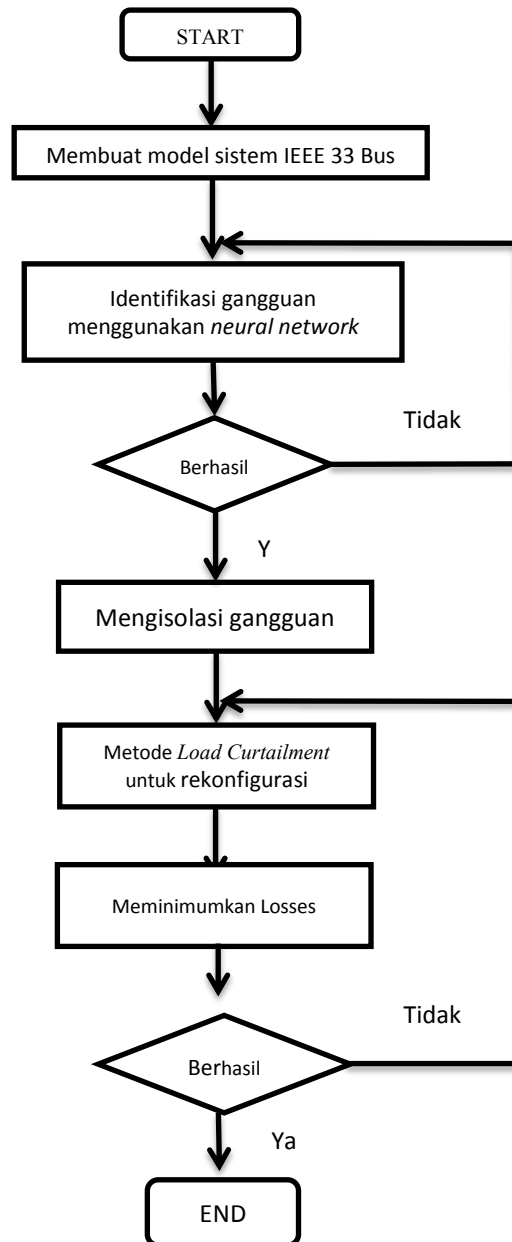 START
Membuat model sistem IEEE 33 Bus
Identifikasi gangguan
menggunakan neural network
Tidak
Berhasil
Y
Mengisolasi gangguan
Metode Load Curtailment
untuk rekonfigurasi
Meminimumkan Losses
Tidak
Berhasil
Ya
END